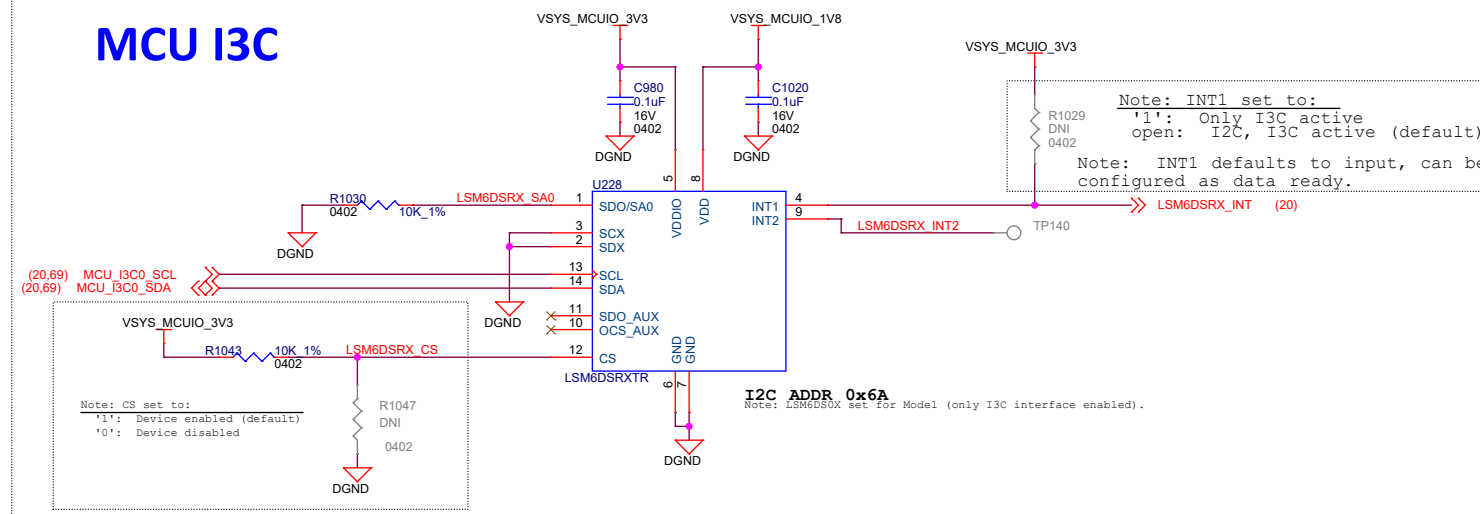 MCU I3C
VSYS_MCUIO_3V3
VSYS_MCUIO_1V8
VSYS_MCUIO_3V3
C980
0.1uF
16V
0402
DGND
C1020
0.1uF
16V
0402
DGND
R1029
DNI
0402
Note: INT1 set to:
'1': Only I3C active
open: I2C, I3C active (default)
Note: INT1 defaults to input, can be
configured as data ready.
U228
R1030
0402
10K_1%
LSM6DSRX_SA0
DGND
1
SDO/SA0
3
SCX
2
SDX
13
SCL
14
SDA
11
SDO_AUX
10
OCS_AUX
12
CS
5
VDDIO
8
VDD
INT1
4
INT2
9
6
GND
7
GND
LSM6DSRXTR
LSM6DSRX_INT (20)
LSM6DSRX_INT2
TP140
(20,69) MCU_I3C0_SCL
(20,69) MCU_I3C0_SDA
DGND
VSYS_MCUIO_3V3
R1043
10K_1%
0402
LSM6DSRX_CS
Note: CS set to:
'1': Device enabled (default)
'0': Device disabled
R1047
DNI
0402
DGND
DGND
I2C ADDR 0x6A
Note: LSM6DS0X set for Mode1 (only I3C interface enabled).